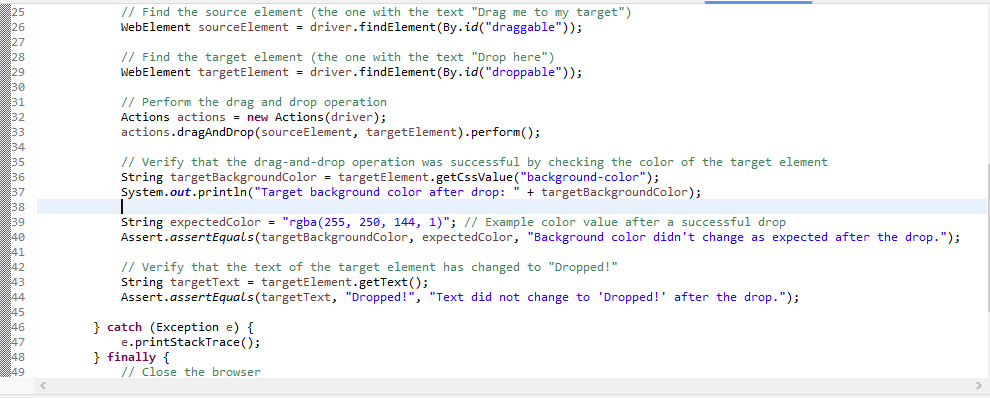 25 // Find the source element (the one with the text "Drag me to my target")
26 WebElement sourceElement = driver.findElement(By.id("draggable"));
27
28 // Find the target element (the one with the text "Drop here")
29 WebElement targetElement = driver.findElement(By.id("droppable"));
30
31 // Perform the drag and drop operation
32 Actions actions = new Actions(driver);
33 actions.dragAndDrop(sourceElement, targetElement).perform();
34
35 // Verify that the drag-and-drop operation was successful by checking the color of the target element
36 String targetBackgroundColor = targetElement.getCssValue("background-color");
37 System.out.println("Target background color after drop: " + targetBackgroundColor);
38
39 String expectedColor = "rgba(255, 250, 144, 1)"; // Example color value after a successful drop
40 Assert.assertEquals(targetBackgroundColor, expectedColor, "Background color didn't change as expected after the drop.");
41
42 // Verify that the text of the target element has changed to "Dropped!"
43 String targetText = targetElement.getText();
44 Assert.assertEquals(targetText, "Dropped!", "Text did not change to 'Dropped!' after the drop.");
45
46 } catch (Exception e) {
47 e.printStackTrace();
48 } finally {
49 // Close the browser